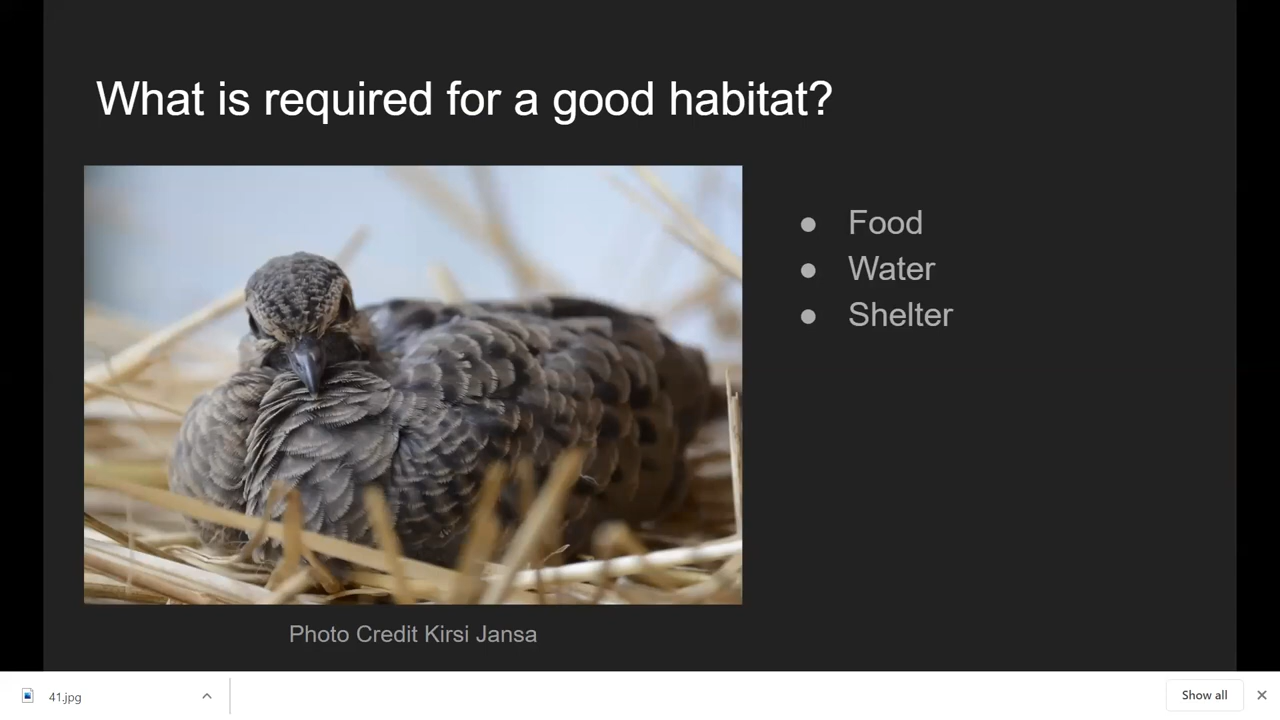 What is required for a good habitat?
● Food
● Water
● Shelter
Photo Credit Kirsi Jansa
41.jpg
Show all